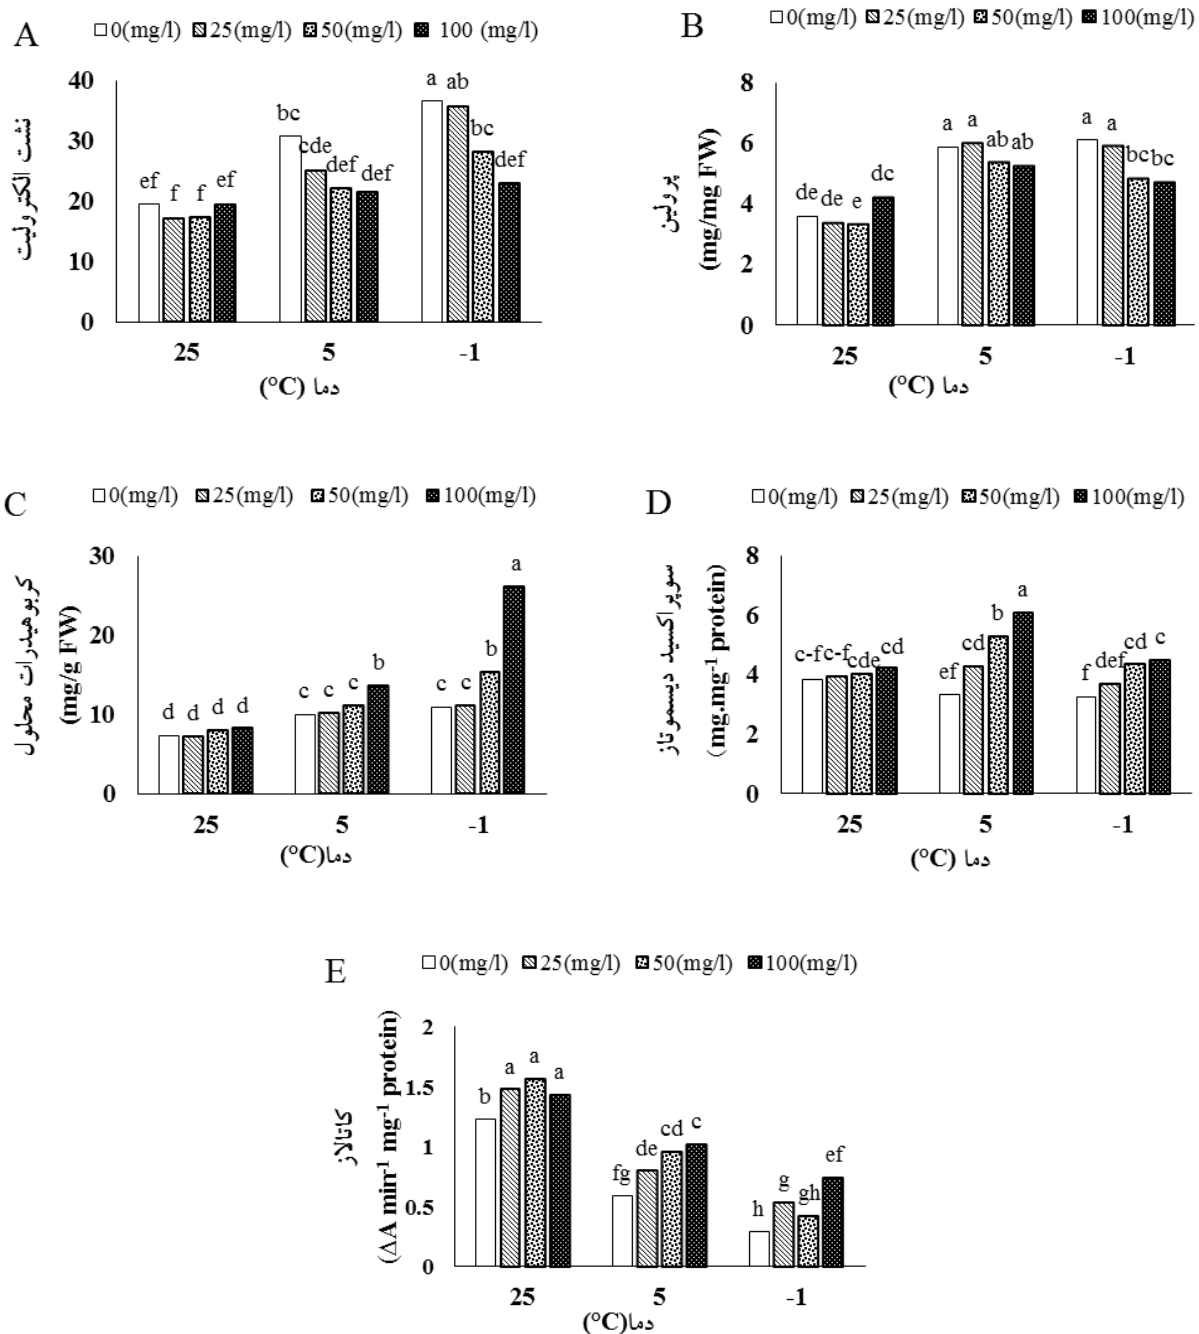 A
0(mg/l) 25(mg/l) 50(mg/l) 100 (mg/l)
نشت الکترولیت
40
30
20
10
0
ef f f ef
bc cde def def
a ab bc def
25 5 -1
دما (°C)
B
0(mg/l) 25(mg/l) 50(mg/l) 100(mg/l)
پرولین
(mg/mg FW)
8
6
4
2
0
de de e dc
a a ab ab
a a bc bc
25 5 -1
دما (°C)
C
0(mg/l) 25(mg/l) 50(mg/l) 100(mg/l)
کربوهیدرات محلول
(mg/g FW)
30
20
10
0
d d d d
c c c b
c c b a
25 5 -1
دما(°C)
D
0(mg/l) 25(mg/l) 50(mg/l) 100(mg/l)
سوپراکسید دیسموتاز
(mg.mg-1 protein)
8
6
4
2
0
c-f c-f cde cd
ef cd b a
f def cd c
25 5 -1
دما (°C)
E
0(mg/l) 25(mg/l) 50(mg/l) 100(mg/l)
کاتالاز
(ΔA min-1 mg-1 protein)
2
1.5
1
0.5
0
b a a a
fg de cd c
h g gh ef
25 5 -1
دما(°C)